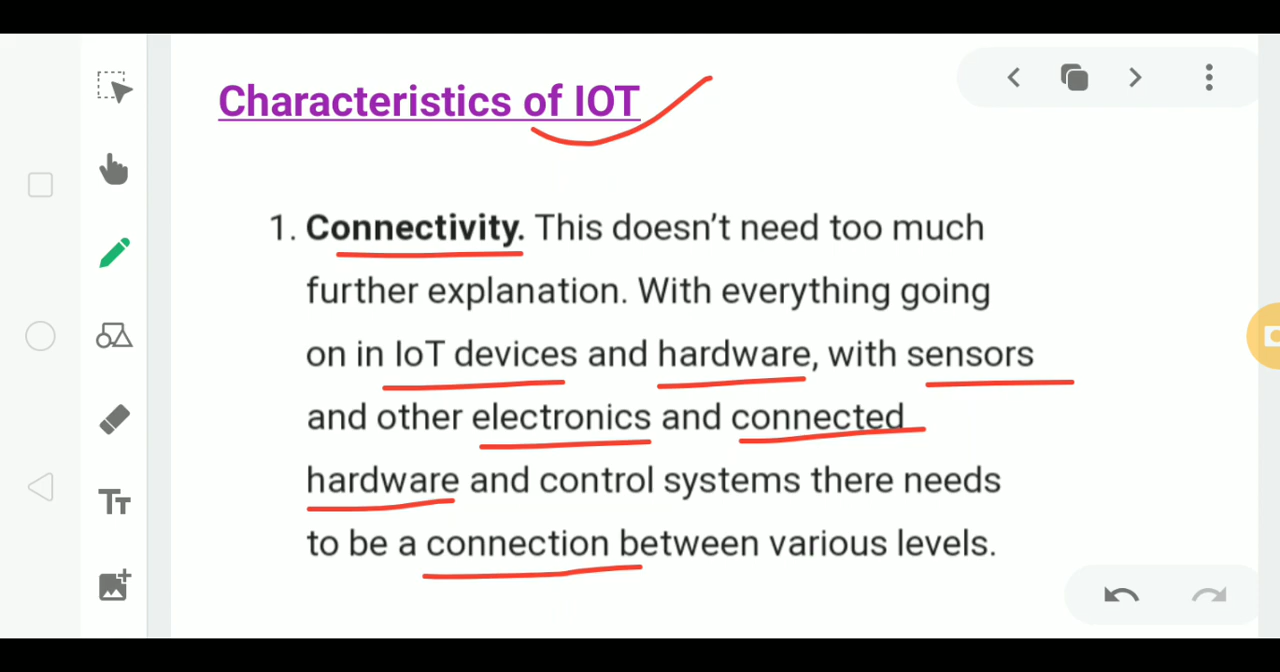 Characteristics of IOT
1. Connectivity. This doesn’t need too much
further explanation. With everything going
on in IoT devices and hardware, with sensors
and other electronics and connected
hardware and control systems there needs
to be a connection between various levels.